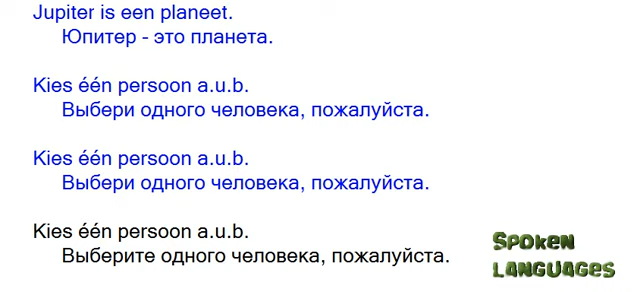 Jupiter is een planeet.
Юпитер - это планета.
Kies één persoon a.u.b.
Выбери одного человека, пожалуйста.
Kies één persoon a.u.b.
Выбери одного человека, пожалуйста.
Kies één persoon a.u.b.
Выберите одного человека, пожалуйста.
Spoken
Languages